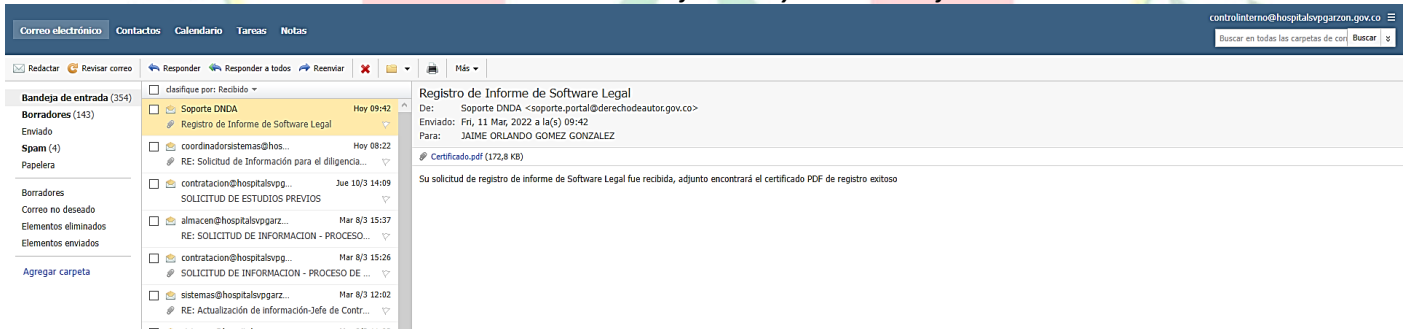 controlinterno@hospitalsvpgarzon.gov.co
Correo electrónico Contactos Calendario Tareas Notas
Buscar en todas las carpetas de corr Buscar
Redactar Revisar correo Responder Responder a todos Reenviar Más
Bandeja de entrada (354)
Borradores (143)
Enviado
Spam (4)
Papelera
Borradores
Correo no deseado
Elementos eliminados
Elementos enviados
Agregar carpeta
clasifique por: Recibido
Soporte DNDA Hoy 09:42
Registro de Informe de Software Legal
coordinadorsistemas@hos... Hoy 08:22
RE: Solicitud de Información para el diligencia...
contratacion@hospitalsvpg... Jue 10/3 14:09
SOLICITUD DE ESTUDIOS PREVIOS
almacen@hospitalsvpgarz... Mar 8/3 15:37
RE: SOLICITUD DE INFORMACION - PROCESO...
contratacion@hospitalsvpg... Mar 8/3 15:26
SOLICITUD DE INFORMACION - PROCESO DE ...
sistemas@hospitalsvpgarz... Mar 8/3 12:02
RE: Actualización de información-Jefe de Contr...
Registro de Informe de Software Legal
De: Soporte DNDA <soporte.portal@derechodeautor.gov.co>
Enviado: Fri, 11 Mar, 2022 a la(s) 09:42
Para: JAIME ORLANDO GOMEZ GONZALEZ
Certificado.pdf (172,8 KB)
Su solicitud de registro de informe de Software Legal fue recibida, adjunto encontrará el certificado PDF de registro exitoso